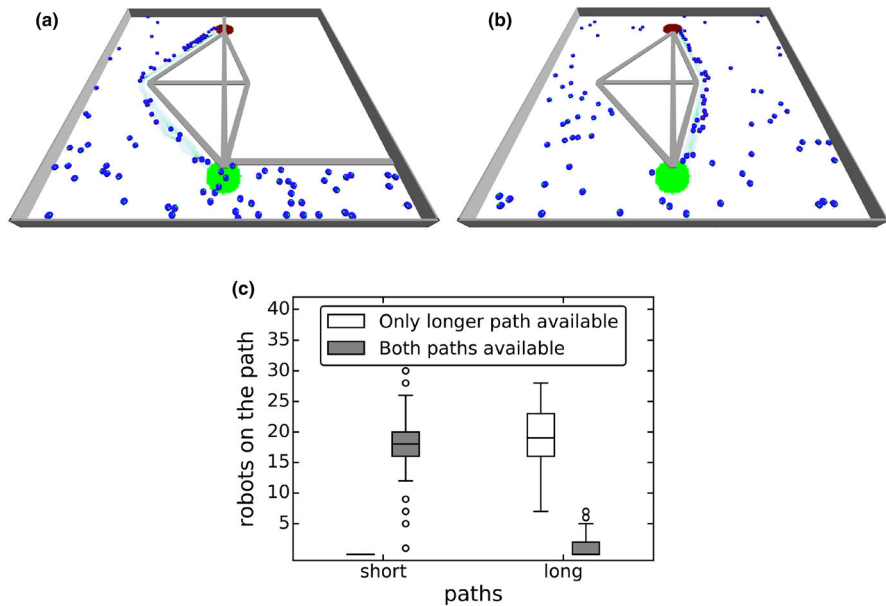 (a)
(b)
(c)
robots on the path
40
35
30
25
20
15
10
5
Only longer path available
Both paths available
short long
paths